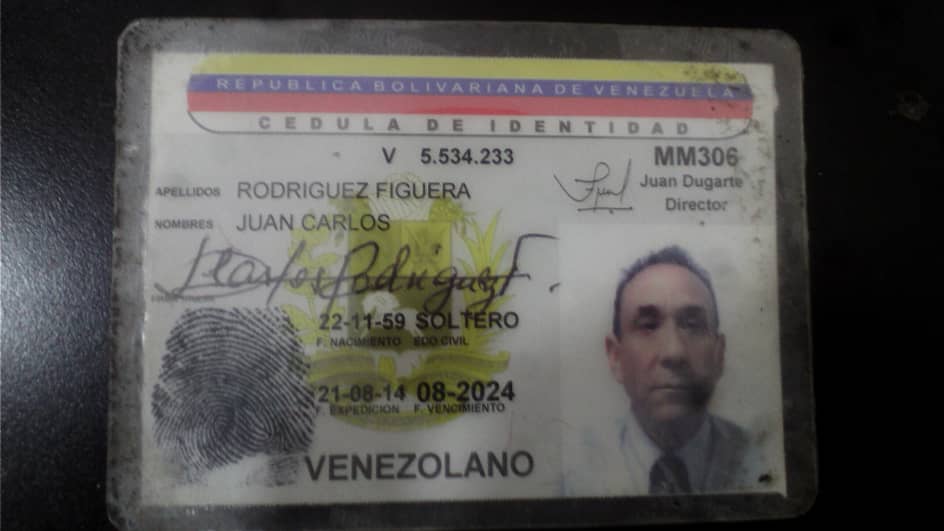 REPUBLICA BOLIVARIANA DE VENEZUELA
CEDULA DE IDENTIDAD
V 5.534.233
MM306
Juan Dugarte
Director
APELLIDOS RODRIGUEZ FIGUERA
NOMBRES JUAN CARLOS
JCarlos Rodriguez F.
22-11-59 SOLTERO
F. NACIMIENTO EDO CIVIL
21-08-14 08-2024
F. EXPEDICION F. VENCIMIENTO
VENEZOLANO